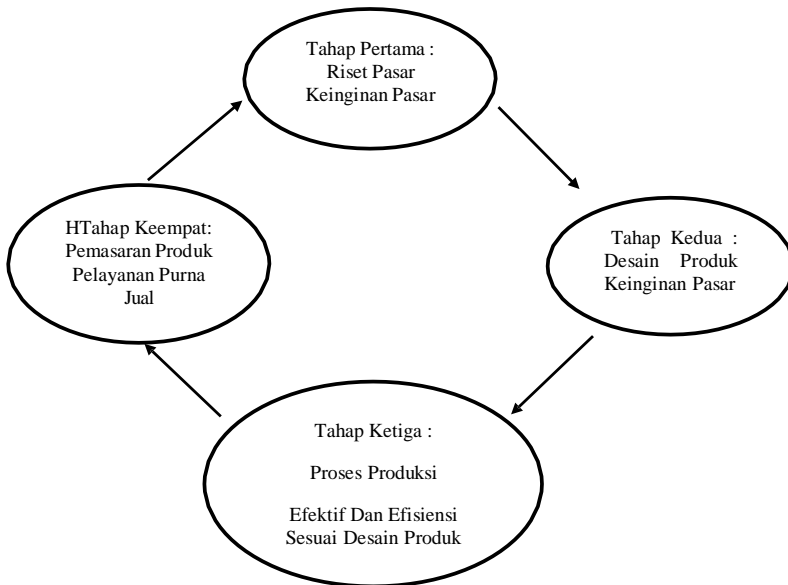 Tahap Pertama :
Riset Pasar
Keinginan Pasar
Tahap Kedua :
Desain Produk
Keinginan Pasar
Tahap Ketiga :
Proses Produksi
Efektif Dan Efisiensi
Sesuai Desain Produk
HTahap Keempat:
Pemasaran Produk
Pelayanan Purna
Jual